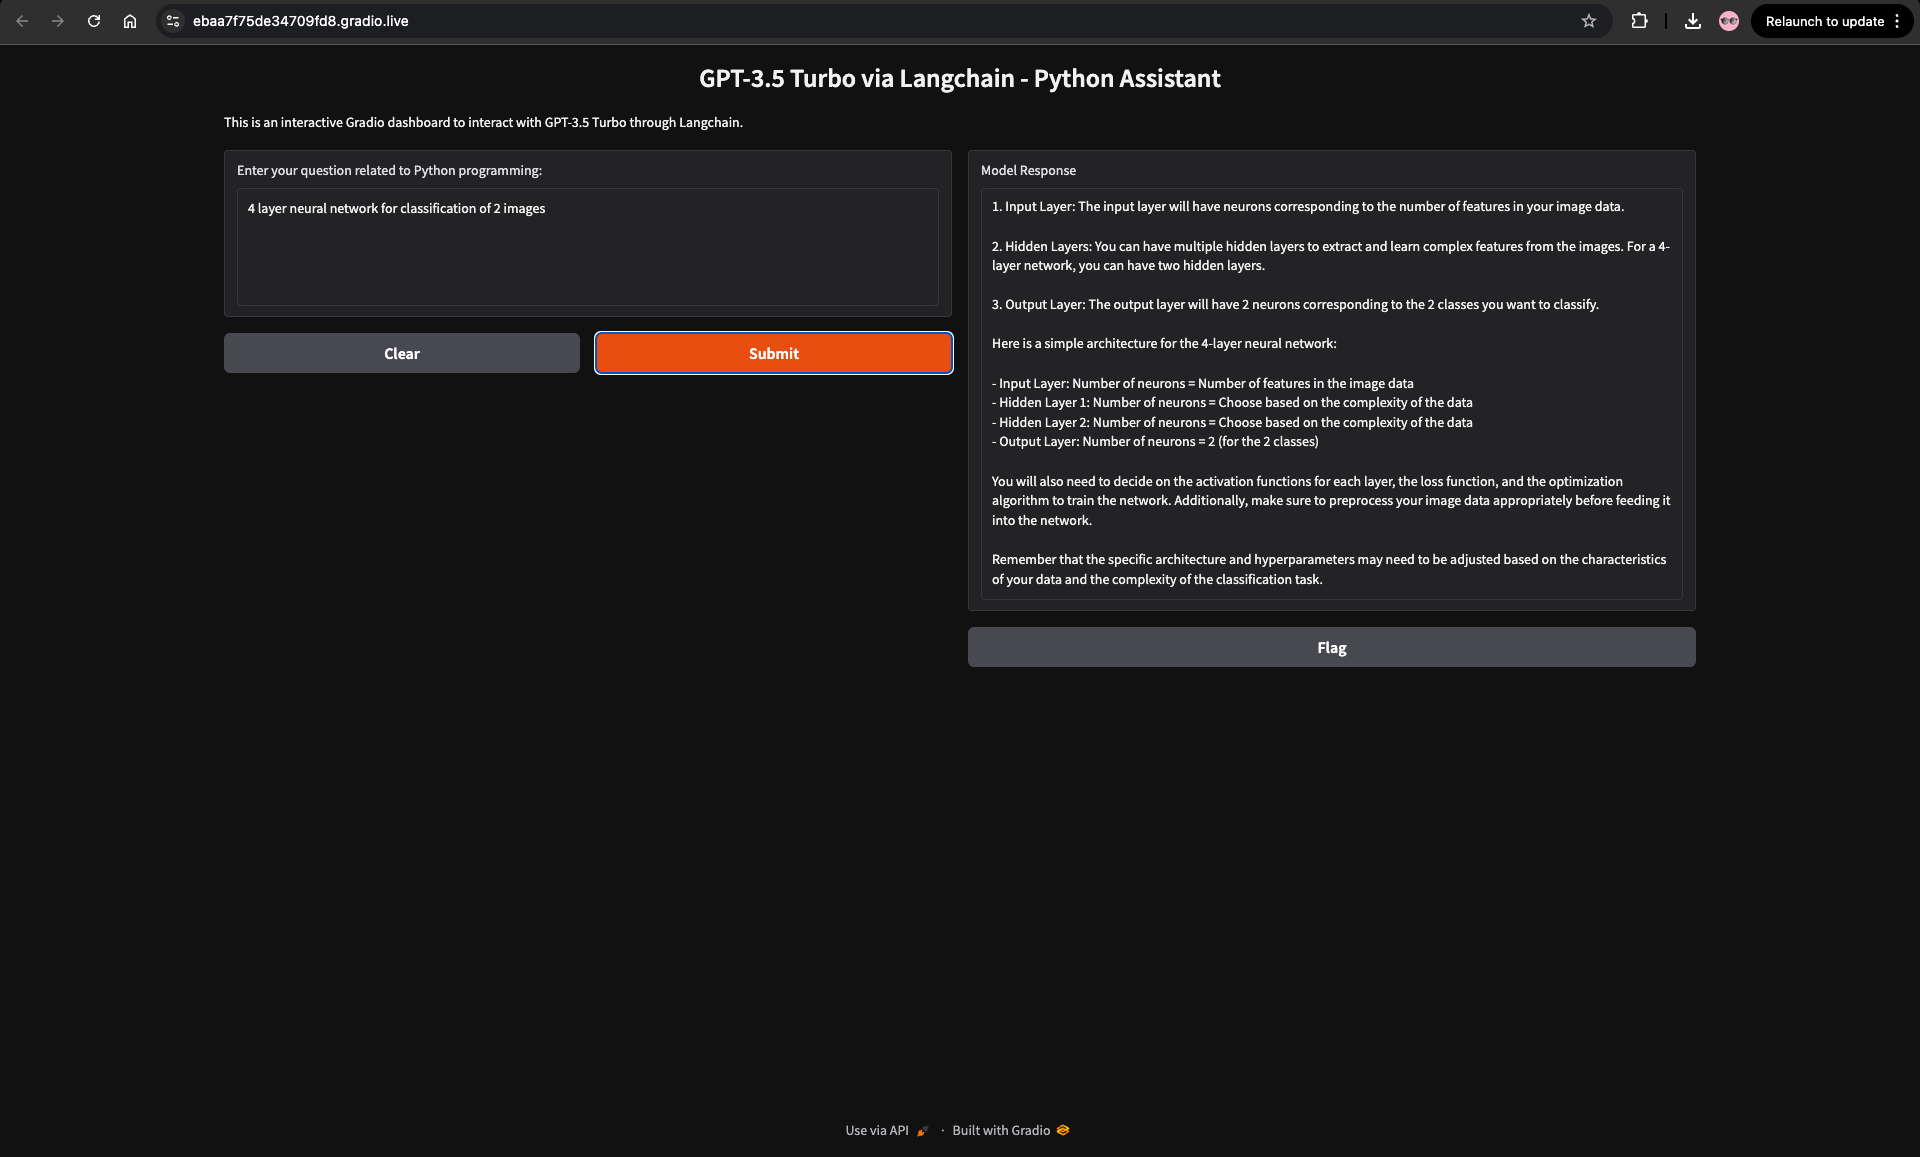 ebaa7f75de34709fd8.gradio.live
Relaunch to update
GPT-3.5 Turbo via Langchain - Python Assistant
This is an interactive Gradio dashboard to interact with GPT-3.5 Turbo through Langchain.
Enter your question related to Python programming:
4 layer neural network for classification of 2 images
Clear
Submit
Model Response
1. Input Layer: The input layer will have neurons corresponding to the number of features in your image data.
2. Hidden Layers: You can have multiple hidden layers to extract and learn complex features from the images. For a 4-
layer network, you can have two hidden layers.
3. Output Layer: The output layer will have 2 neurons corresponding to the 2 classes you want to classify.
Here is a simple architecture for the 4-layer neural network:
- Input Layer: Number of neurons = Number of features in the image data
- Hidden Layer 1: Number of neurons = Choose based on the complexity of the data
- Hidden Layer 2: Number of neurons = Choose based on the complexity of the data
- Output Layer: Number of neurons = 2 (for the 2 classes)
You will also need to decide on the activation functions for each layer, the loss function, and the optimization
algorithm to train the network. Additionally, make sure to preprocess your image data appropriately before feeding it
into the network.
Remember that the specific architecture and hyperparameters may need to be adjusted based on the characteristics
of your data and the complexity of the classification task.
Flag
Use via API · Built with Gradio